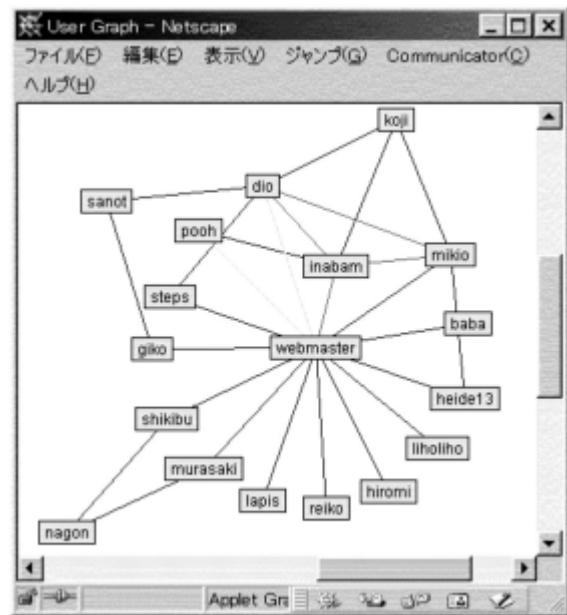 User Graph - Netscape
ファイル(F) 編集(E) 表示(V) ジャンプ(G) Communicator(C)
ヘルプ(H)
koji
dio
sanot
pooh
mikio
inabam
steps
baba
webmaster
giko
heide13
shikibu
liholiho
murasaki
hiromi
lapis
reiko
nagon
Applet Gra